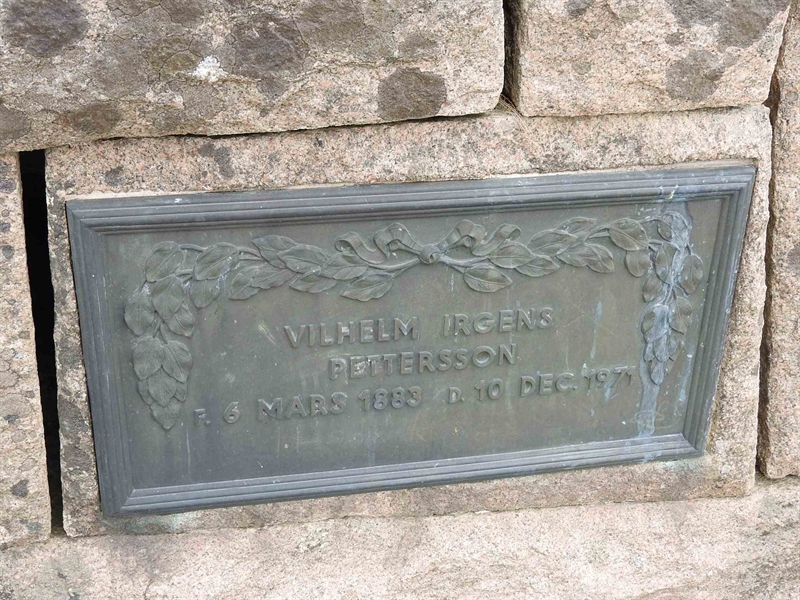 VILHELM IRGENS
PETTERSSON
F. 6 MARS 1883 D. 10 DEC. 1971